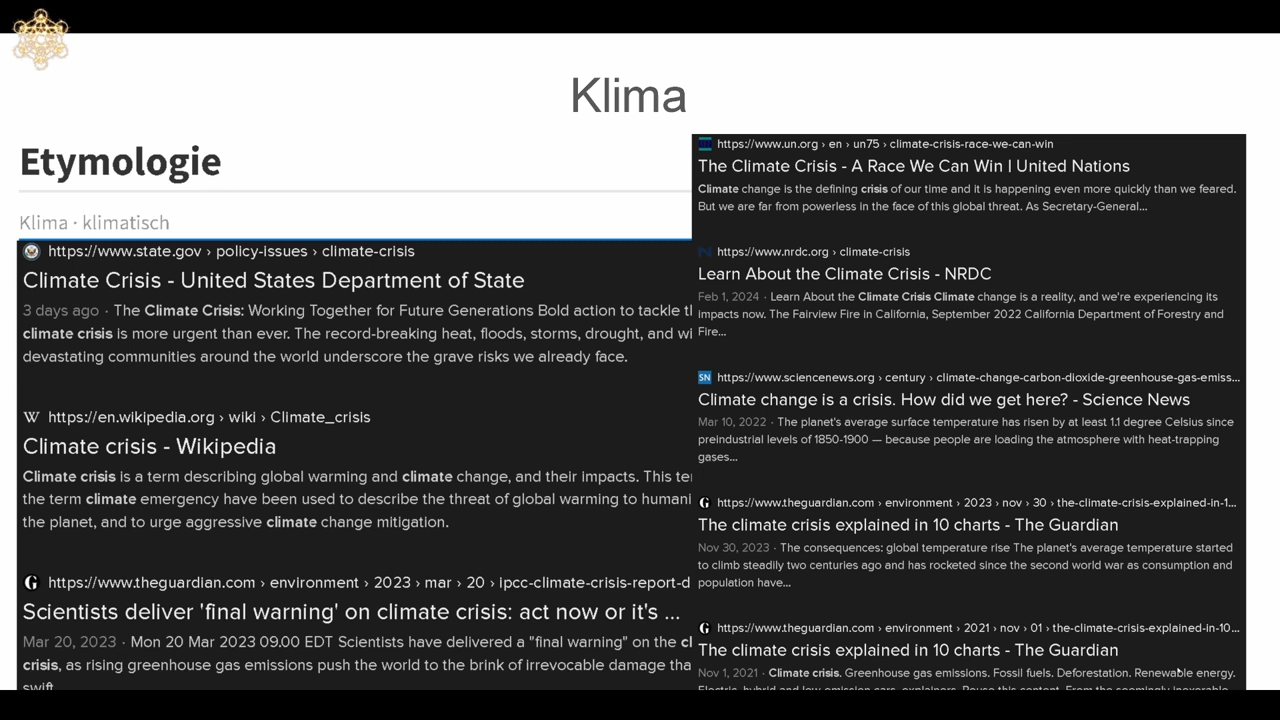 Klima
Etymologie
Klima · klimatisch
https://www.state.gov › policy-issues › climate-crisis
Climate Crisis - United States Department of State
3 days ago · The Climate Crisis: Working Together for Future Generations Bold action to tackle
climate crisis is more urgent than ever. The record-breaking heat, floods, storms, drought, and
devastating communities around the world underscore the grave risks we already face.
W https://en.wikipedia.org › wiki › Climate_crisis
Climate crisis - Wikipedia
Climate crisis is a term describing global warming and climate change, and their impacts. This
the term climate emergency have been used to describe the threat of global warming to
the planet, and to urge aggressive climate change mitigation.
G https://www.theguardian.com › environment › 2023 › mar › 20 › ipcc-climate-crisis-report-d
Scientists deliver 'final warning' on climate crisis: act now or it's ...
Mar 20, 2023 · Mon 20 Mar 2023 09.00 EDT Scientists have delivered a "final warning" on the
crisis, as rising greenhouse gas emissions push the world to the brink of irrevocable damage
swift
https://www.un.org › en › un75 › climate-crisis-race-we-can-win
The Climate Crisis - A Race We Can Win | United Nations
Climate change is the defining crisis of our time and it is happening even more quickly than we feared.
But we are far from powerless in the face of this global threat. As Secretary-General...
N https://www.nrdc.org › climate-crisis
Learn About the Climate Crisis - NRDC
Feb 1, 2024 · Learn About the Climate Crisis Climate change is a reality, and we're experiencing its
impacts now. The Fairview Fire in California, September 2022 California Department of Forestry and
Fire...
SN https://www.sciencenews.org › century › climate-change-carbon-dioxide-greenhouse-gas-emiss...
Climate change is a crisis. How did we get here? - Science News
Mar 10, 2022 · The planet's average surface temperature has risen by at least 1.1 degree Celsius since
preindustrial levels of 1850-1900 — because people are loading the atmosphere with heat-trapping
gases...
G https://www.theguardian.com › environment › 2023 › nov › 30 › the-climate-crisis-explained-in-1...
The climate crisis explained in 10 charts - The Guardian
Nov 30, 2023 · The consequences: global temperature rise The planet's average temperature started
to climb steadily two centuries ago and has rocketed since the second world war as consumption and
population have...
G https://www.theguardian.com › environment › 2021 › nov › 01 › the-climate-crisis-explained-in-10...
The climate crisis explained in 10 charts - The Guardian
Nov 1, 2021 · Climate crisis. Greenhouse gas emissions. Fossil fuels. Deforestation. Renewable energy.